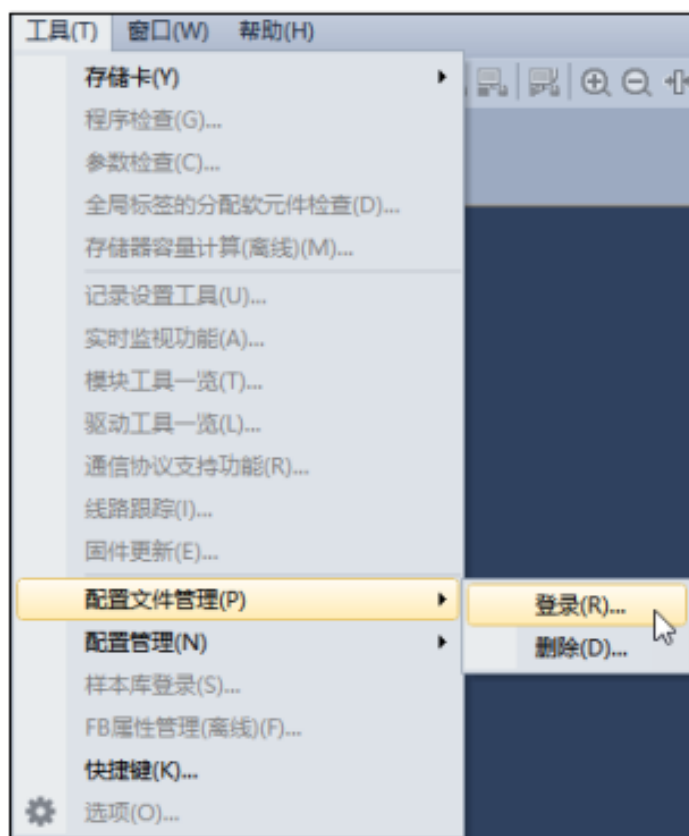 工具(T) 窗口(W) 帮助(H)
存储卡(Y)
程序检查(G)...
参数检查(C)...
全局标签的分配软元件检查(D)...
存储器容量计算(离线)(M)...
记录设置工具(U)...
实时监视功能(A)...
模块工具一览(T)...
驱动工具一览(L)...
通信协议支持功能(R)...
线路跟踪(I)...
固件更新(E)...
配置文件管理(P)
登录(R)...
配置管理(N)
删除(D)...
样本库登录(S)...
FB属性管理(离线)(F)...
快捷键(K)...
选项(O)...